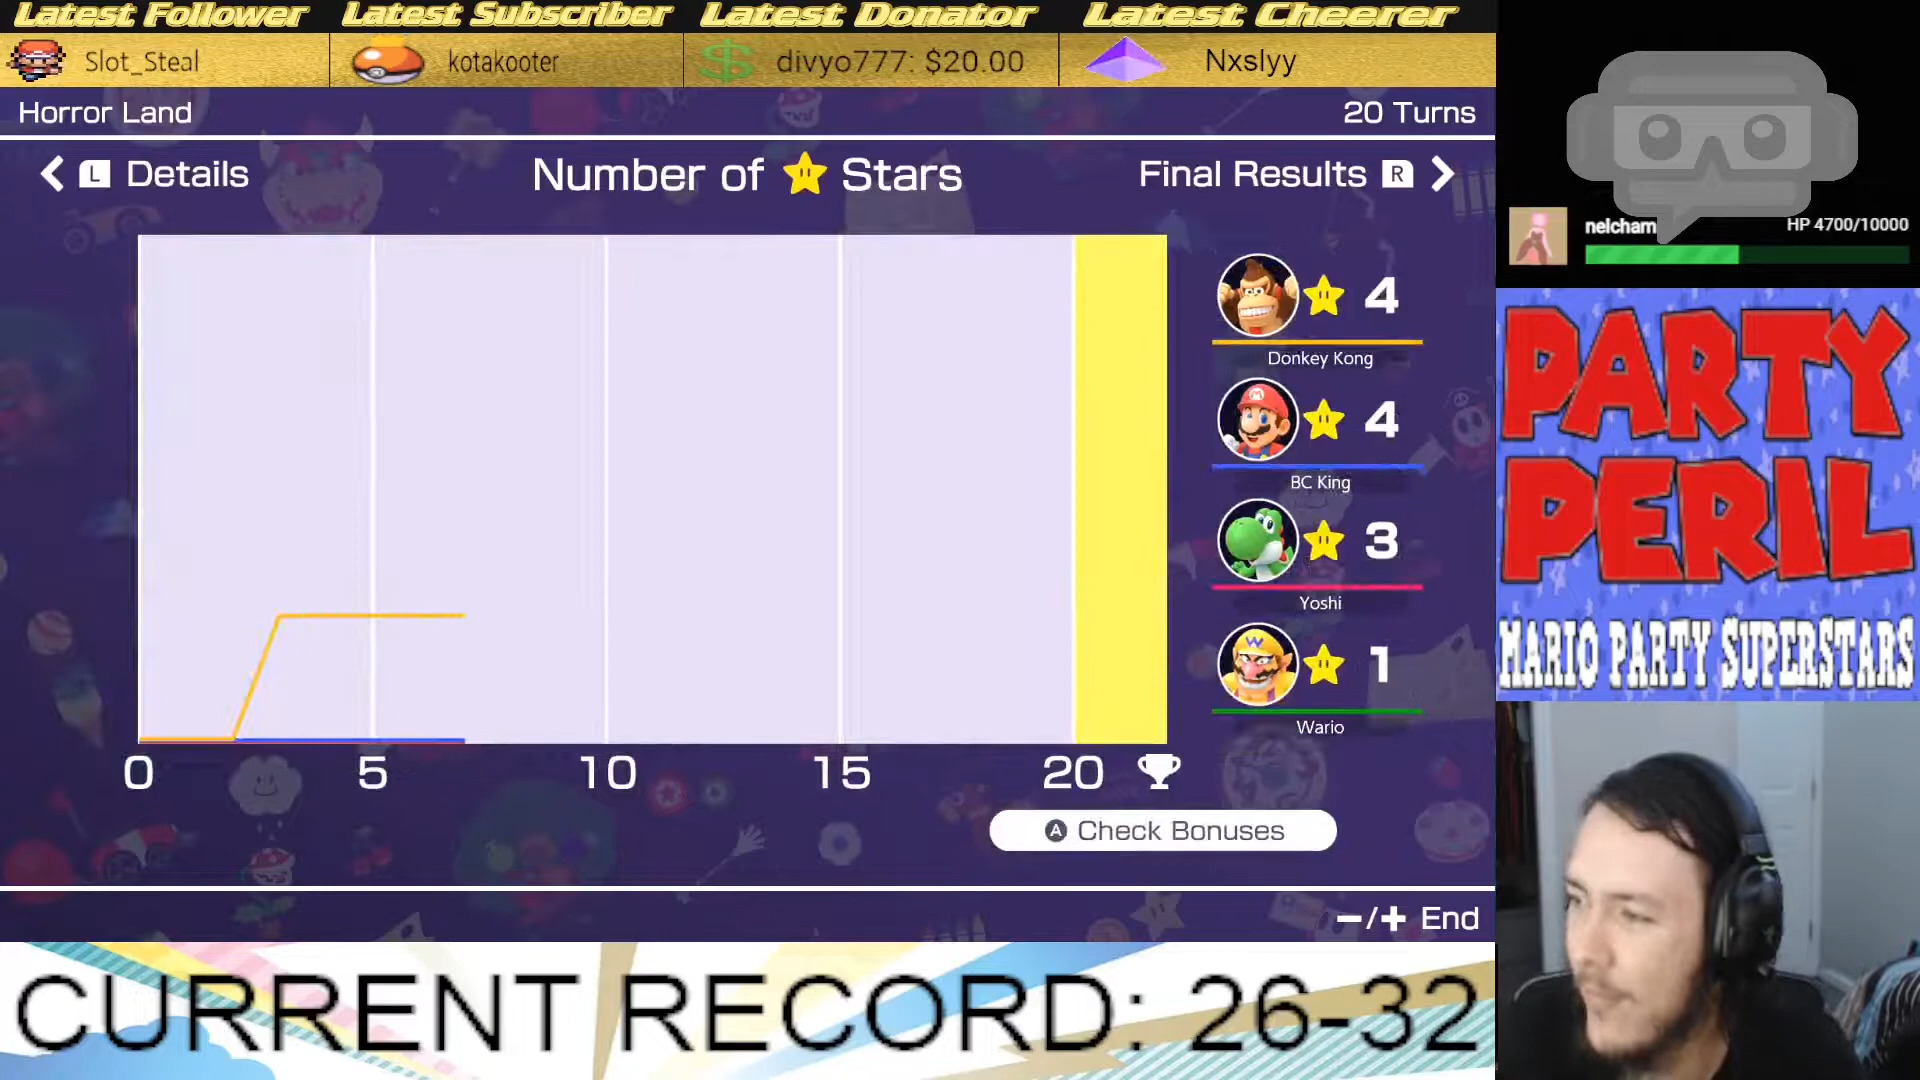 Latest Follower Latest Subscriber Latest Donator Latest Cheerer
Slot_Steal kotakooter divyo777: $20.00 Nxslyy
Horror Land 20 Turns
L Details Number of Stars Final Results R
nelcham HP 4700/10000
4
Donkey Kong
4
BC King
3
Yoshi
1
Wario
0 5 10 15 20
A Check Bonuses
−/+ End
PARTY
PERIL
MARIO PARTY SUPERSTARS
CURRENT RECORD: 26-32